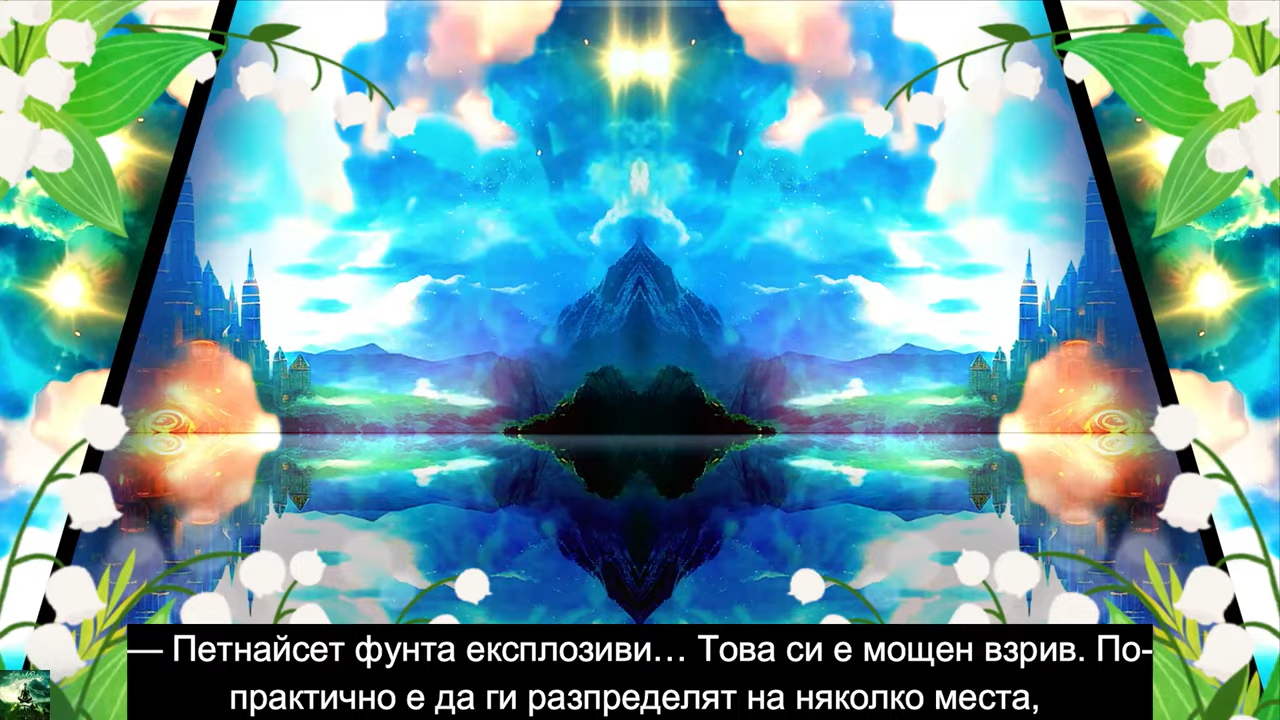 — Петнайсет фунта експлозиви... Това си е мощен взрив. По-
практично е да ги разпределят на няколко места,